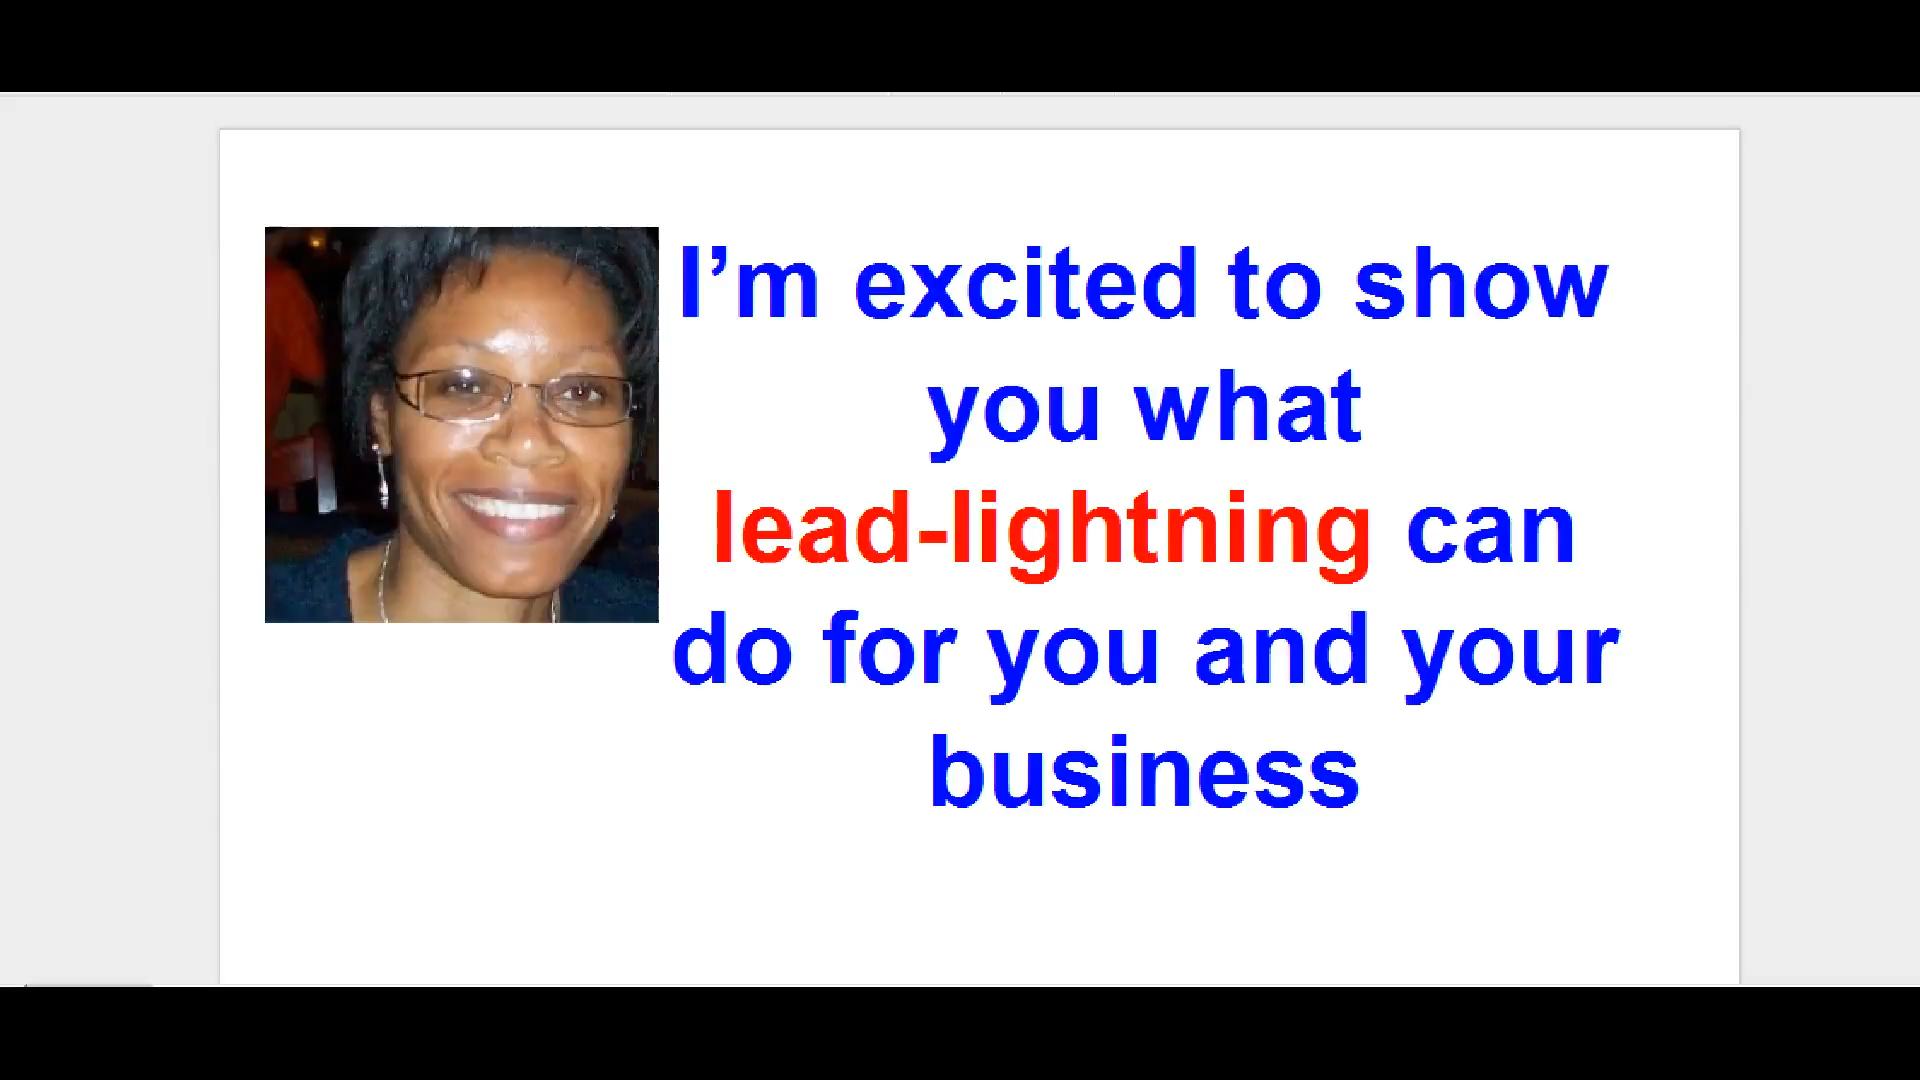 I’m excited to show
you what
lead-lightning can
do for you and your
business